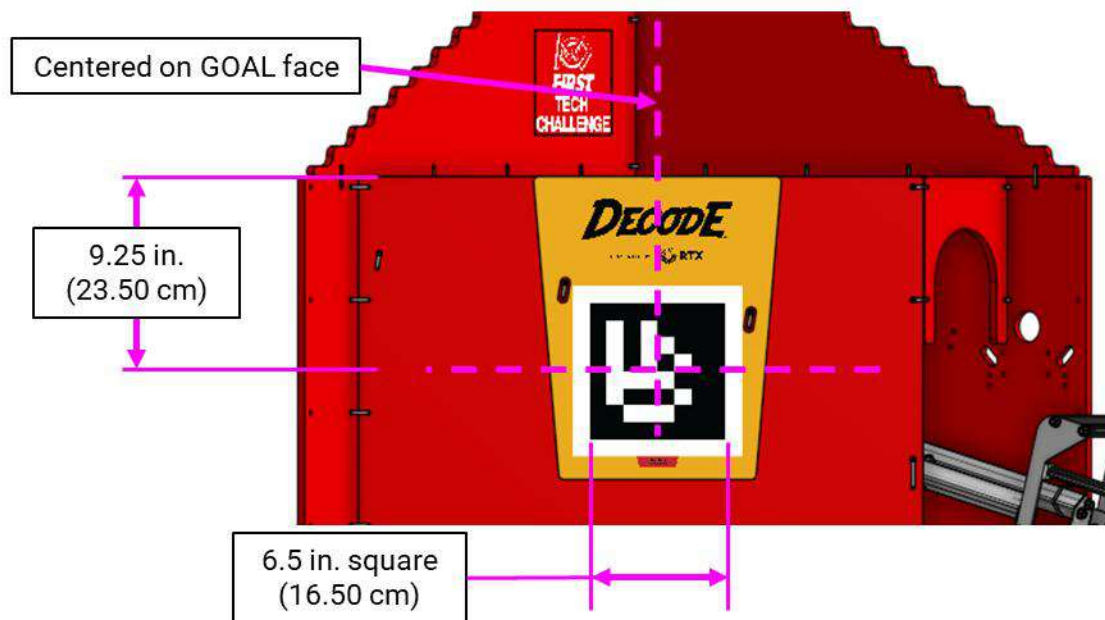 Centered on GOAL face
FIRST
TECH
CHALLENGE
DECODE
RTX
9.25 in.
(23.50 cm)
6.5 in. square
(16.50 cm)